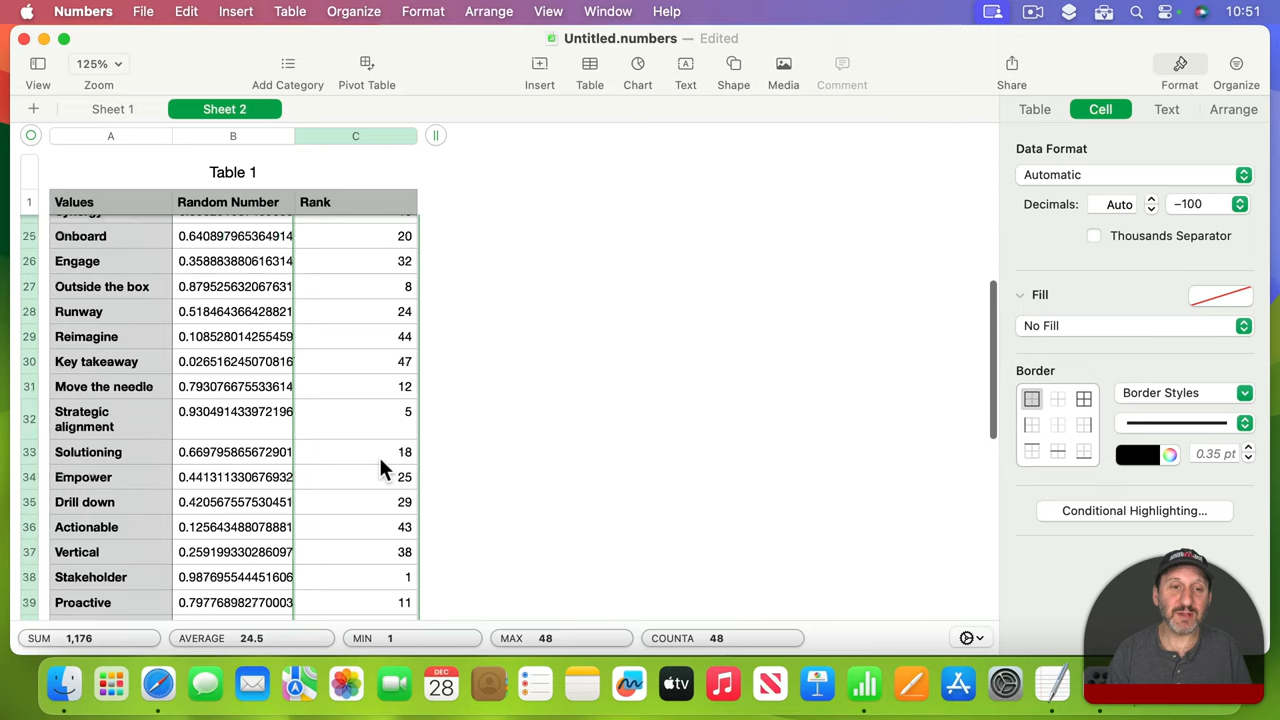 Numbers File Edit Insert Table Organize Format Arrange View Window Help 10:51
Untitled.numbers — Edited
125%
View Zoom Add Category Pivot Table Insert Table Chart Text Shape Media Comment Share Format Organize
Sheet 1 Sheet 2 Table Cell Text Arrange
A B C
Table 1
1 Values Random Number Rank
25 Onboard 0.640897965364914 20
26 Engage 0.358883880616314 32
27 Outside the box 0.879525632067631 8
28 Runway 0.518464366428821 24
29 Reimagine 0.108528014255459 44
30 Key takeaway 0.026516245070816 47
31 Move the needle 0.793076675533614 12
32 Strategic alignment 0.930491433972196 5
33 Solutioning 0.669795865672901 18
34 Empower 0.441311330676932 25
35 Drill down 0.420567557530451 29
36 Actionable 0.125643488078881 43
37 Vertical 0.259199330286097 38
38 Stakeholder 0.987695544451606 1
39 Proactive 0.797768982770003 11
SUM 1,176 AVERAGE 24.5 MIN 1 MAX 48 COUNTA 48
Data Format
Automatic
Decimals: Auto –100
Thousands Separator
Fill
No Fill
Border
Border Styles
0.35 pt
Conditional Highlighting...
DEC
28
tv